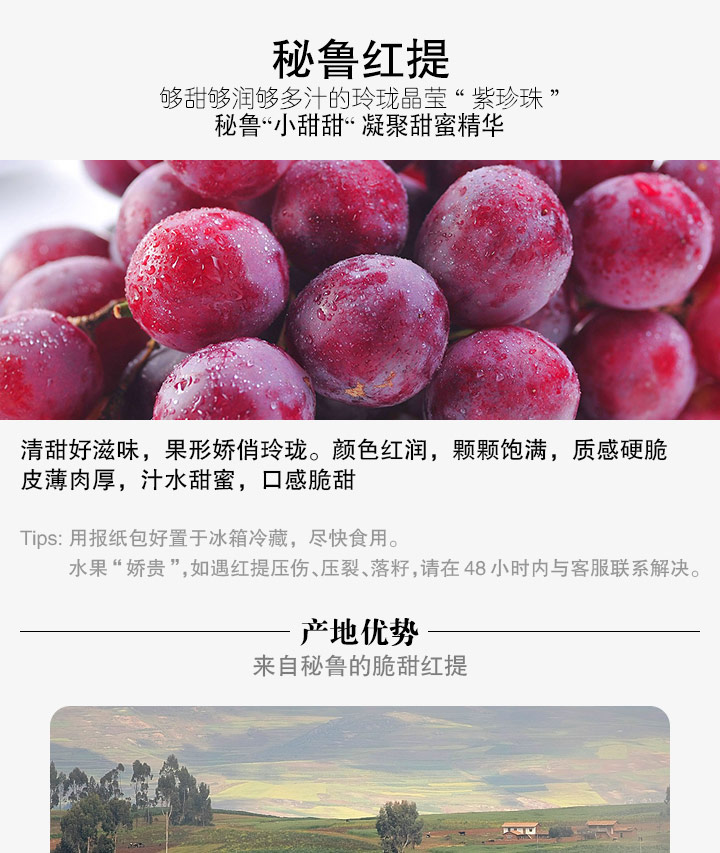 秘鲁红提
够甜够润够多汁的玲珑晶莹“紫珍珠”
秘鲁“小甜甜“ 凝聚甜蜜精华
清甜好滋味，果形娇俏玲珑。颜色红润，颗颗饱满，质感硬脆
皮薄肉厚，汁水甜蜜，口感脆甜
Tips: 用报纸包好置于冰箱冷藏，尽快食用。
水果“娇贵”,如遇红提压伤、压裂、落籽,请在 48 小时内与客服联系解决。
产地优势
来自秘鲁的脆甜红提